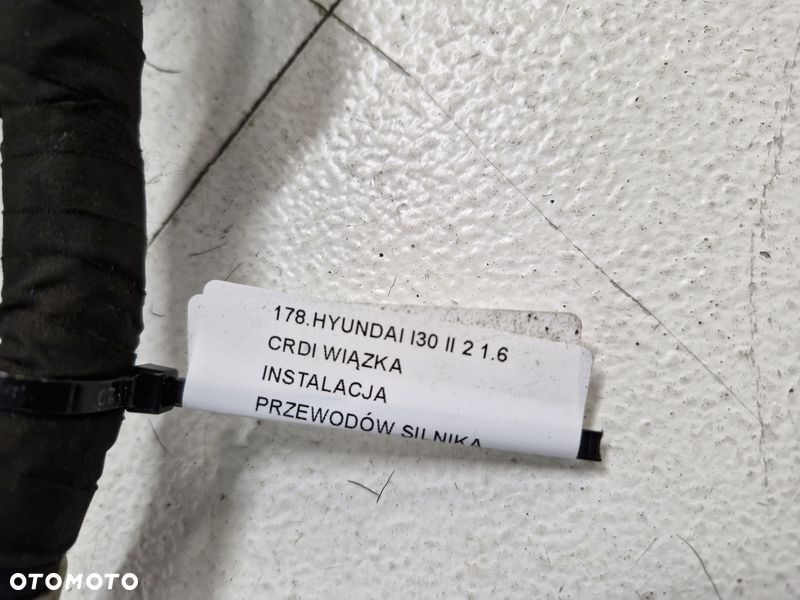 178.HYUNDAI I30 II 2 1.6
CRDI WIĄZKA
INSTALACJA
PRZEWODÓW SILNIKA
OTOMOTO